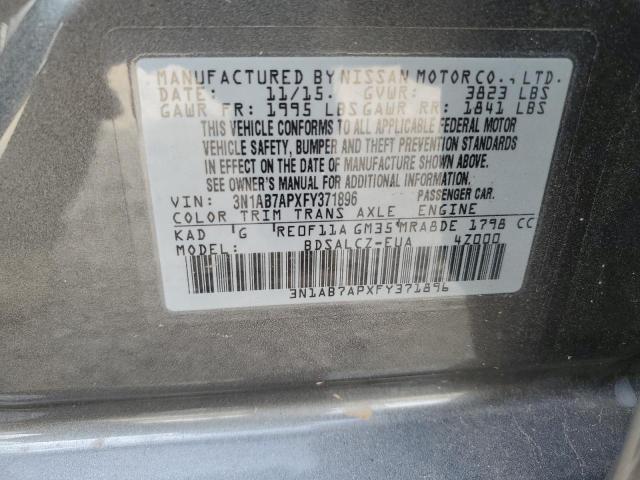 MANUFACTURED BY NISSAN MOTOR CO., LTD.
DATE: 11/15. GVWR: 3823 LBS
GAWR FR: 1995 LBS GAWR RR: 1841 LBS
THIS VEHICLE CONFORMS TO ALL APPLICABLE FEDERAL MOTOR
VEHICLE SAFETY, BUMPER AND THEFT PREVENTION STANDARDS
IN EFFECT ON THE DATE OF MANUFACTURE SHOWN ABOVE.
SEE OWNER'S MANUAL FOR ADDITIONAL INFORMATION.
VIN: 3N1AB7APXFY371896 PASSENGER CAR.
COLOR TRIM TRANS AXLE ENGINE
KAD G RE0F11A GM35 MRA8DE 1798 CC
MODEL: BDSALCZ-EUA 4Z000
3N1AB7APXFY371896